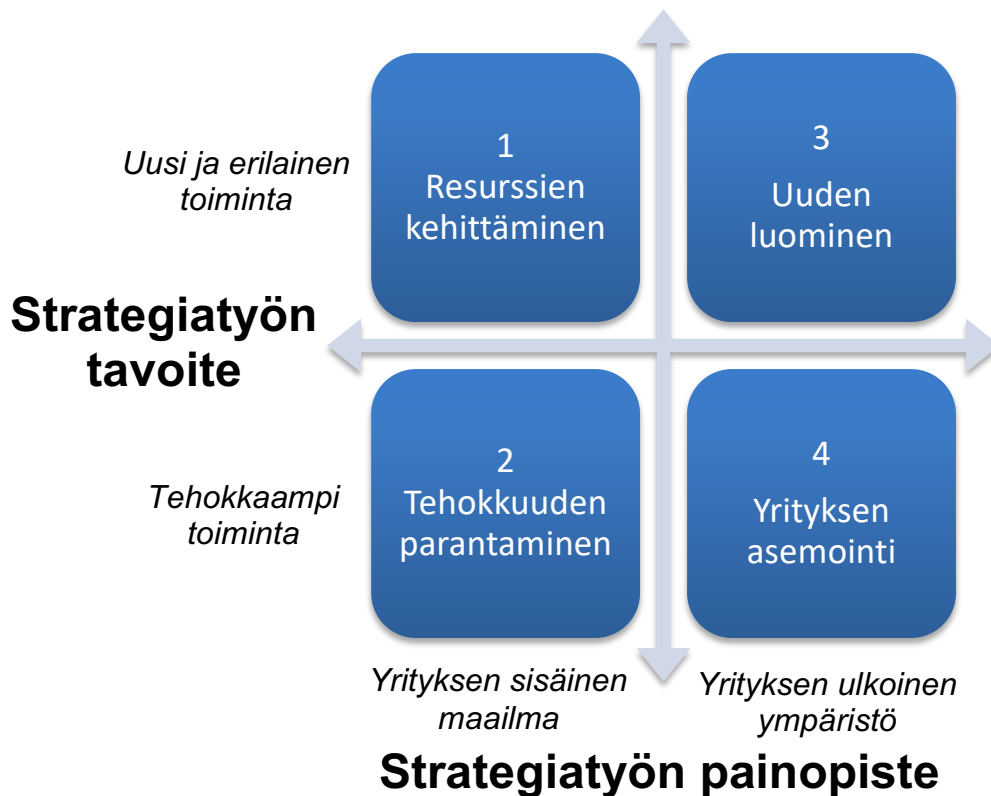 Uusi ja erilainen
toiminta
1
Resurssien
kehittäminen
3
Uuden
luominen
Strategiatyön
tavoite
Tehokkaampi
toiminta
2
Tehokkuuden
parantaminen
4
Yrityksen
asemointi
Yrityksen sisäinen
maailma
Yrityksen ulkoinen
ympäristö
Strategiatyön painopiste